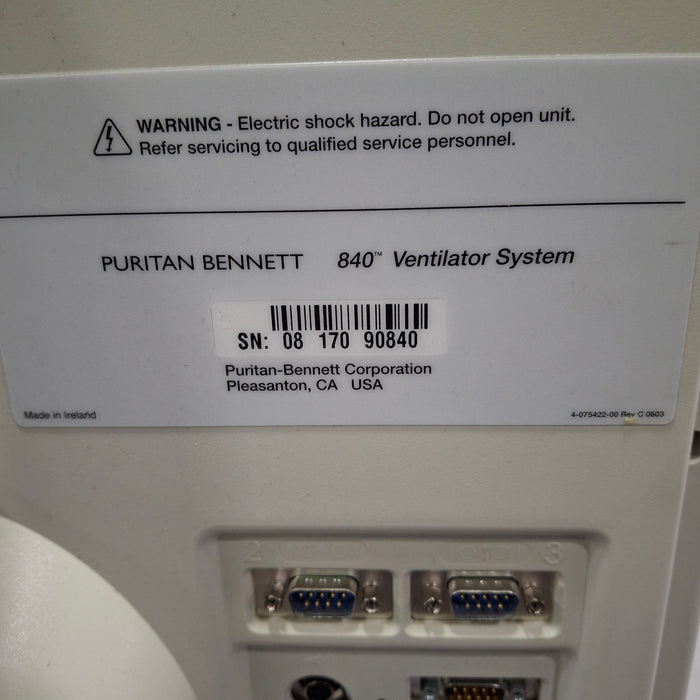 WARNING - Electric shock hazard. Do not open unit.
Refer servicing to qualified service personnel.
PURITAN BENNETT 840™ Ventilator System
SN: 08 170 90840
Puritan-Bennett Corporation
Pleasanton, CA USA
Made in Ireland
4-075422-00 Rev C 0603
2
3